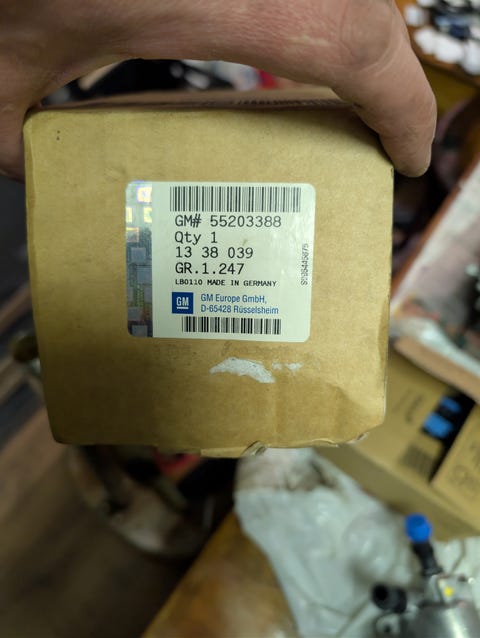 GM# 55203388
Qty 1
13 38 039
GR.1.247
LB0110 MADE IN GERMANY
GM
GM Europe GmbH,
D-65428 Rüsselsheim